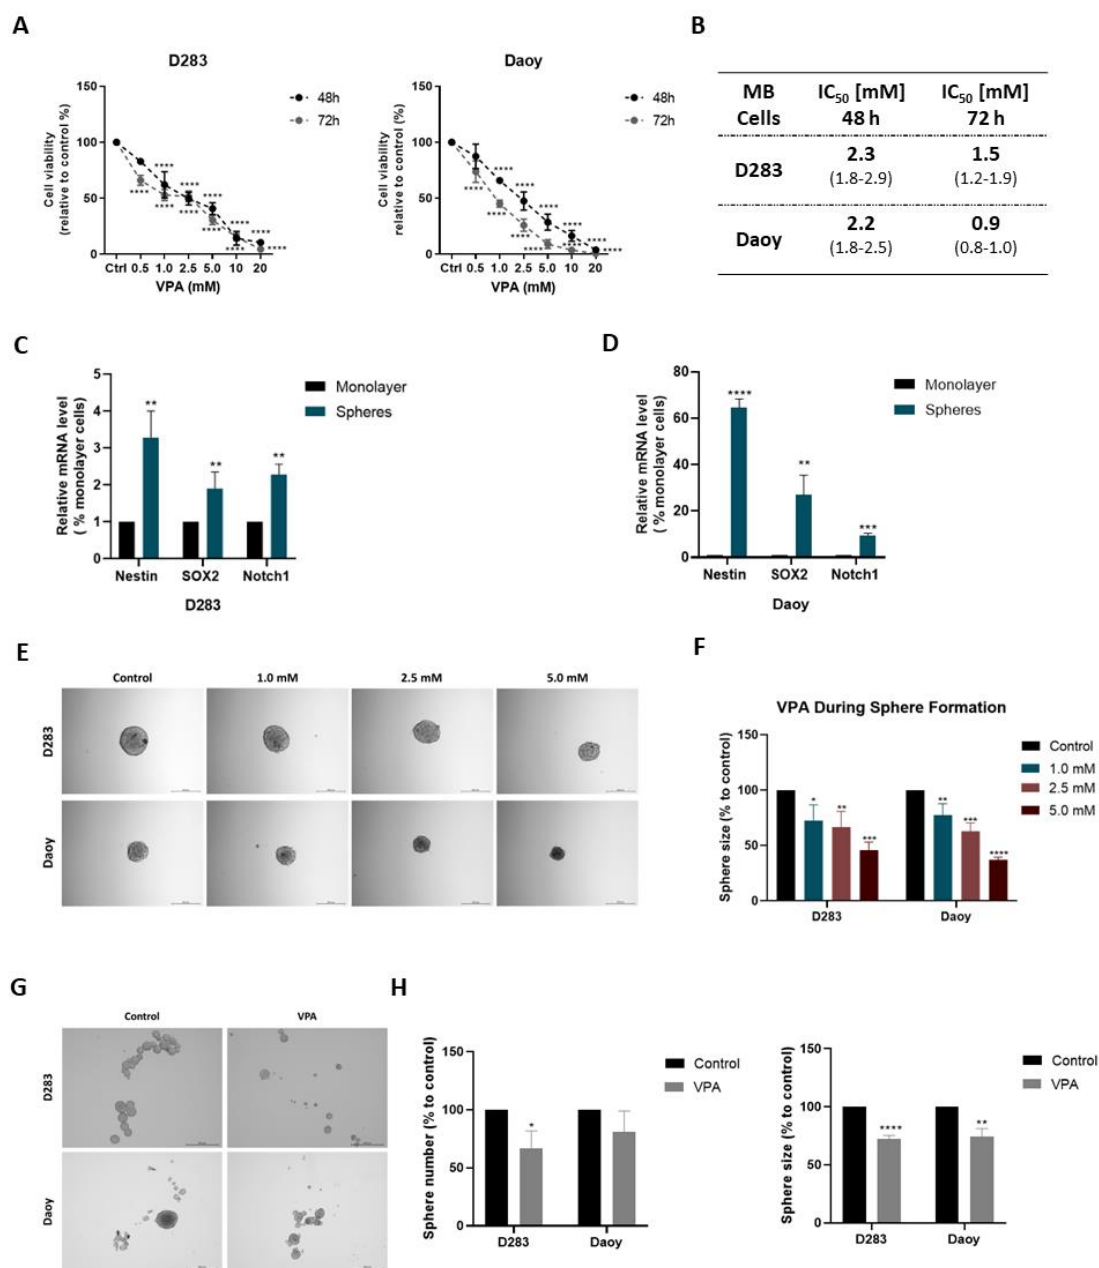 A
D283
Cell viability
(relative to control %)
150
100
50
0
48h
72h
****
****
****
****
****
****
****
****
****
****
Ctrl 0.5 1.0 2.5 5.0 10 20
VPA (mM)
Daoy
Cell viability
relative to control (%)
150
100
50
0
48h
72h
****
****
****
****
****
****
****
****
****
****
****
Ctrl 0.5 1.0 2.5 5.0 10 20
VPA (mM)
B
MB Cells IC50 [mM] 48 h IC50 [mM] 72 h
D283 2.3 (1.8-2.9) 1.5 (1.2-1.9)
Daoy 2.2 (1.8-2.5) 0.9 (0.8-1.0)
C
Relative mRNA level
( % monolayer cells)
5
4
3
2
1
0
** ** **
Monolayer
Spheres
Nestin SOX2 Notch1
D283
D
Relative mRNA level
( % monolayer cells)
80
60
40
20
0
**** ** ***
Monolayer
Spheres
Nestin SOX2 Notch1
Daoy
E
Control 1.0 mM 2.5 mM 5.0 mM
D283
Daoy
F
VPA During Sphere Formation
Sphere size (% to control)
150
100
50
0
* ** *** ** *** ****
Control
1.0 mM
2.5 mM
5.0 mM
D283 Daoy
G
Control VPA
D283
Daoy
H
Sphere number (% to control)
150
100
50
0
*
Control
VPA
D283 Daoy
Sphere size (% to control)
150
100
50
0
**** **
Control
VPA
D283 Daoy